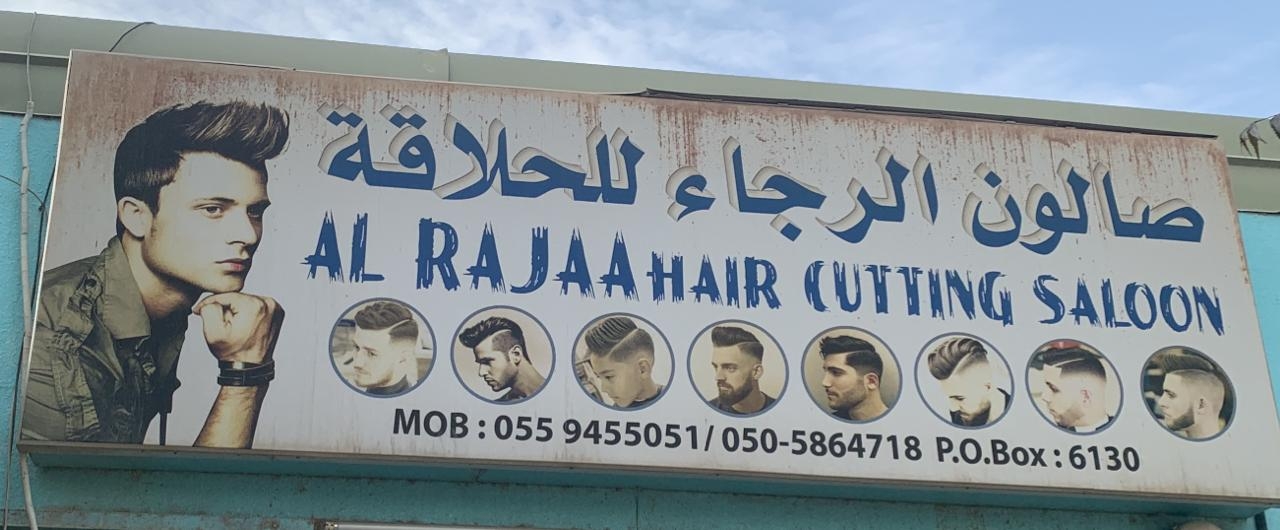 صالون الرجاء للحلاقة
AL RAJAA HAIR CUTTING SALOON
MOB : 055 9455051/ 050-5864718 P.O.Box : 6130